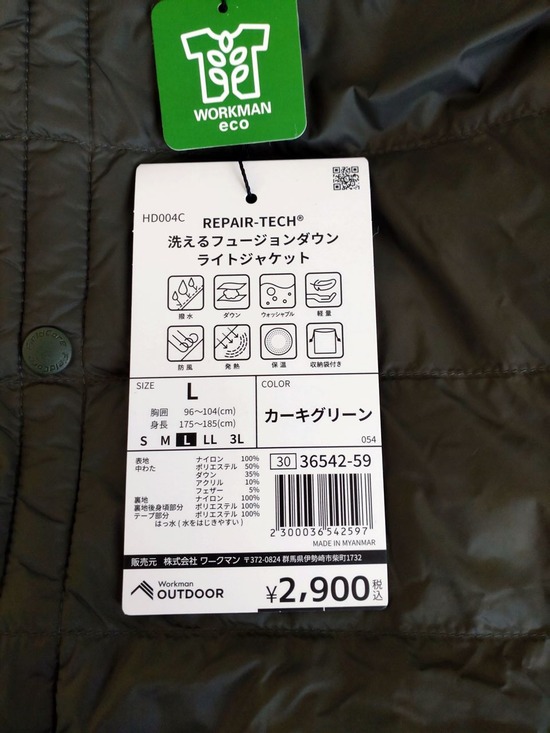 WORKMAN
eco
HD004C
REPAIR-TECH®
洗えるフュージョンダウン
ライトジャケット
撥水 ダウン ウォッシャブル 軽量
防風 発熱 保温 収納袋付き
SIZE
L
胸囲 96～104(cm)
身長 175～185(cm)
S M L LL 3L
COLOR
カーキグリーン
054
表地 ナイロン 100%
中わた ポリエステル 50%
ダウン 35%
アクリル 10%
フェザー 5%
裏地 ナイロン 100%
裏地後身頃部分 ポリエステル 100%
テープ部分 ポリエステル 100%
はっ水(水をはじきやすい)
30 36542-59
2 300036 542597
MADE IN MYANMAR
販売元 株式会社 ワークマン 〒372-0824 群馬県伊勢崎市柴町1732
Workman
OUTDOOR
¥2,900税込